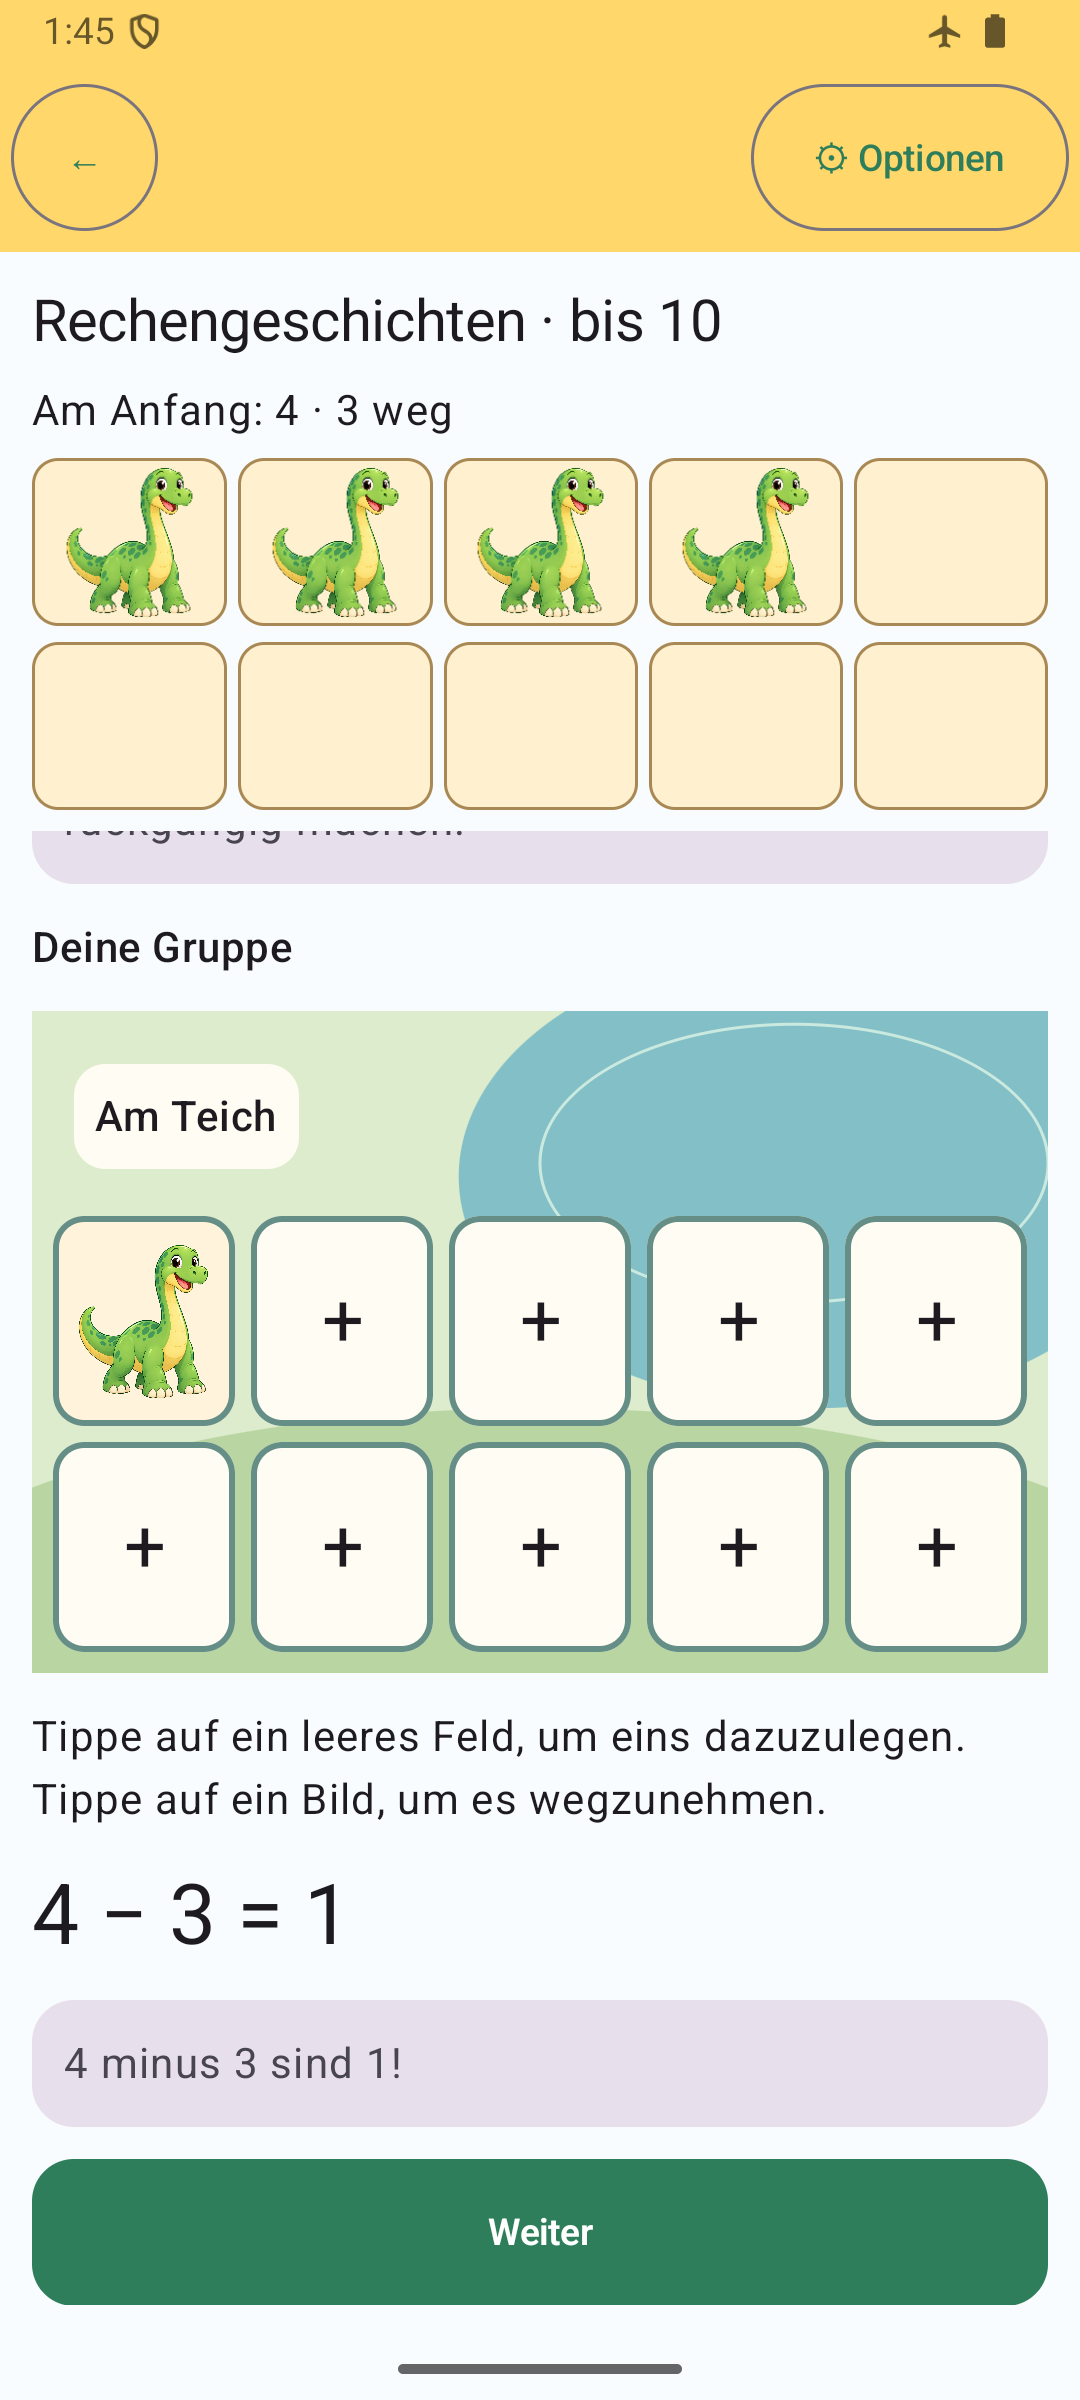 1:45
←
Optionen
Rechengeschichten · bis 10
Am Anfang: 4 · 3 weg
rückgängig machen.
Deine Gruppe
Am Teich
+ + + +
+ + + + +
Tippe auf ein leeres Feld, um eins dazuzulegen.
Tippe auf ein Bild, um es wegzunehmen.
4 − 3 = 1
4 minus 3 sind 1!
Weiter